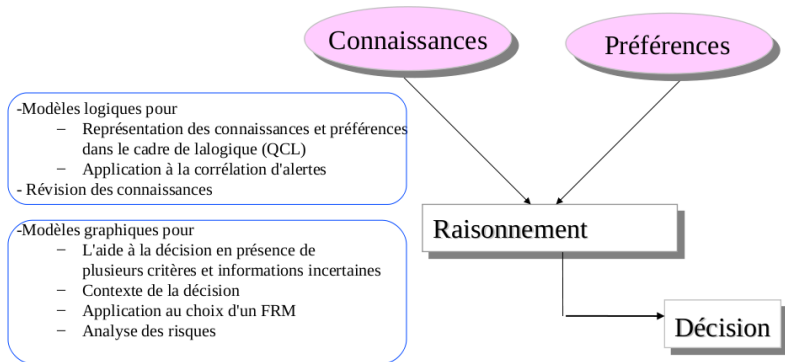 Connaissances
Préférences
-Modèles logiques pour
– Représentation des connaissances et préférences
dans le cadre de lalogique (QCL)
– Application à la corrélation d'alertes
- Révision des connaissances
-Modèles graphiques pour
– L'aide à la décision en présence de
plusieurs critères et informations incertaines
– Contexte de la décision
– Application au choix d'un FRM
– Analyse des risques
Raisonnement
Décision